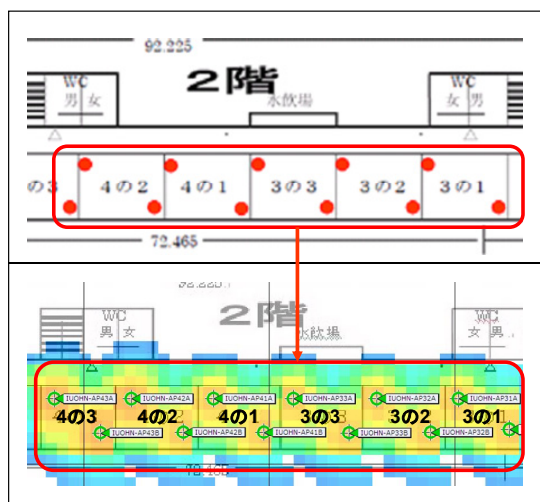 92.225
2階
WC
男 女
水飲場
WC
女 男
の3 4の2 4の1 3の3 3の2 3の1
72.465
92.225
2階
WC
男 女
水飲場
WC
女 男
IUOHN-AP43A IUOHN-AP42A IUOHN-AP41A IUOHN-AP33A IUOHN-AP32A IUOHN-AP31A
4の3 4の2 4の1 3の3 3の2 3の1
IUOHN-AP43B IUOHN-AP42B IUOHN-AP41B IUOHN-AP33B IUOHN-AP32B
72.465